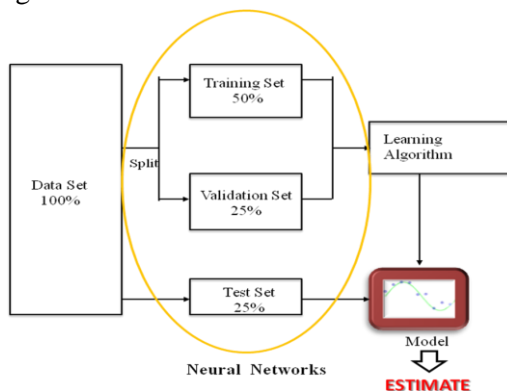 Training Set
50%
Split
Learning
Algorithm
Data Set
100%
Validation Set
25%
Test Set
25%
Model
Neural Networks
ESTIMATE